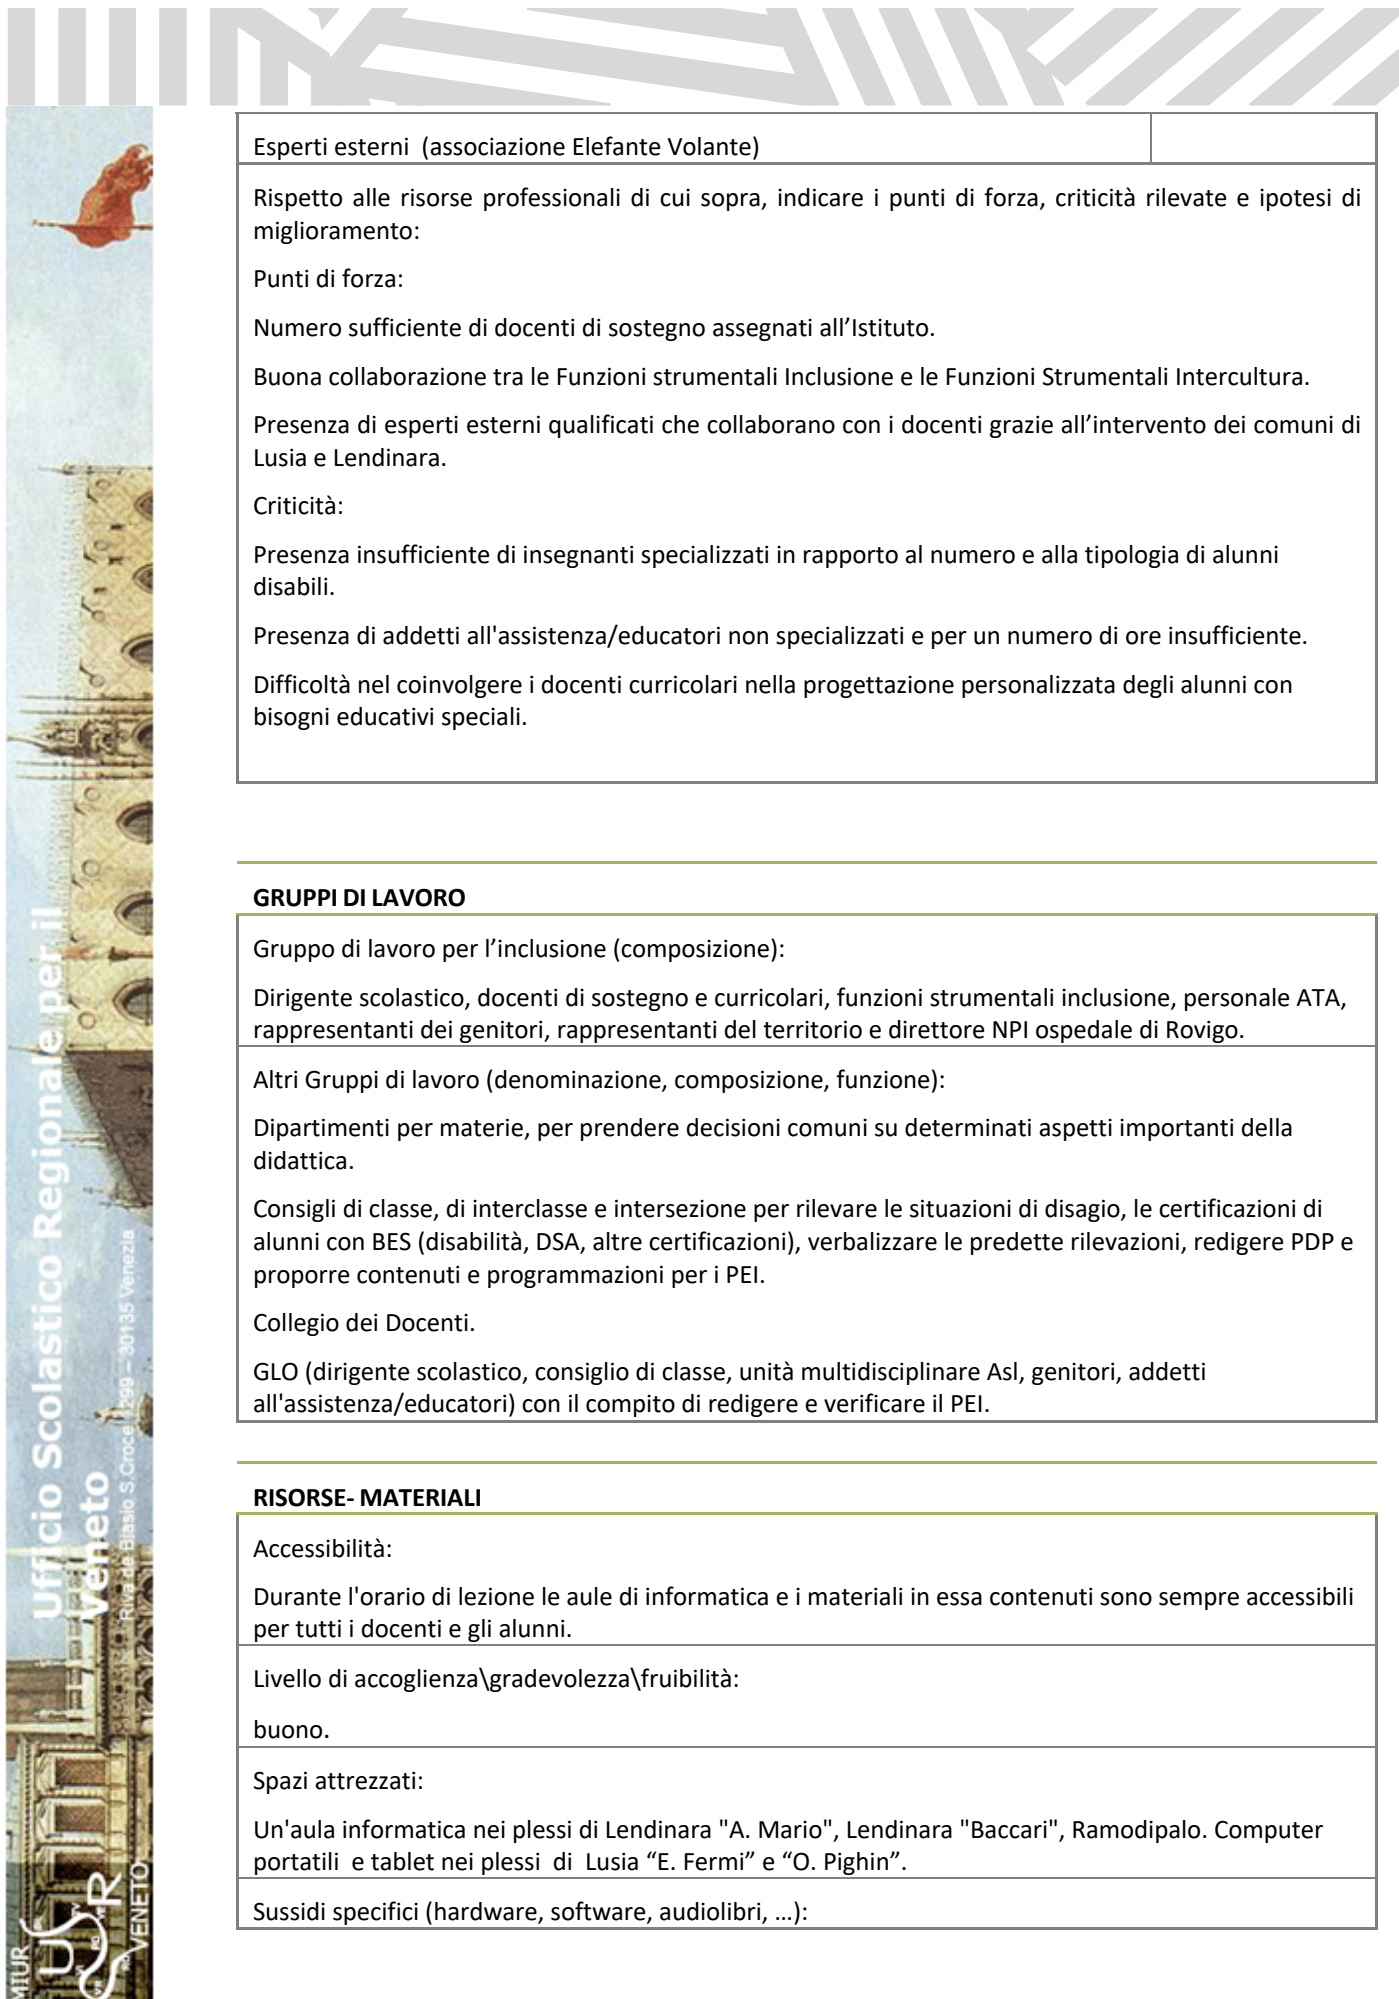 Esperti esterni  (associazione Elefante Volante)
Rispetto alle risorse professionali di cui sopra, indicare i punti di forza, criticità rilevate e ipotesi di
miglioramento:
Punti di forza:
Numero sufficiente di docenti di sostegno assegnati all’Istituto.
Buona collaborazione tra le Funzioni strumentali Inclusione e le Funzioni Strumentali Intercultura.
Presenza di esperti esterni qualificati che collaborano con i docenti grazie all’intervento dei comuni di
Lusia e Lendinara.
Criticità:
Presenza insufficiente di insegnanti specializzati in rapporto al numero e alla tipologia di alunni
disabili.
Presenza di addetti all'assistenza/educatori non specializzati e per un numero di ore insufficiente.
Difficoltà nel coinvolgere i docenti curricolari nella progettazione personalizzata degli alunni con
bisogni educativi speciali.
GRUPPI DI LAVORO
Gruppo di lavoro per l’inclusione (composizione):
Dirigente scolastico, docenti di sostegno e curricolari, funzioni strumentali inclusione, personale ATA,
rappresentanti dei genitori, rappresentanti del territorio e direttore NPI ospedale di Rovigo.
Altri Gruppi di lavoro (denominazione, composizione, funzione):
Dipartimenti per materie, per prendere decisioni comuni su determinati aspetti importanti della
didattica.
Consigli di classe, di interclasse e intersezione per rilevare le situazioni di disagio, le certificazioni di
alunni con BES (disabilità, DSA, altre certificazioni), verbalizzare le predette rilevazioni, redigere PDP e
proporre contenuti e programmazioni per i PEI.
Collegio dei Docenti.
GLO (dirigente scolastico, consiglio di classe, unità multidisciplinare Asl, genitori, addetti
all'assistenza/educatori) con il compito di redigere e verificare il PEI.
RISORSE- MATERIALI
Accessibilità:
Durante l'orario di lezione le aule di informatica e i materiali in essa contenuti sono sempre accessibili
per tutti i docenti e gli alunni.
Livello di accoglienza\gradevolezza\fruibilità:
buono.
Spazi attrezzati:
Un'aula informatica nei plessi di Lendinara "A. Mario", Lendinara "Baccari", Ramodipalo. Computer
portatili  e tablet nei plessi  di  Lusia “E. Fermi” e “O. Pighin”.
Sussidi specifici (hardware, software, audiolibri, …):
Ufficio Scolastico Regionale per il
Veneto
Riva de Biasio S.Croce 1299 – 30135 Venezia
MIUR
USR
VENETO